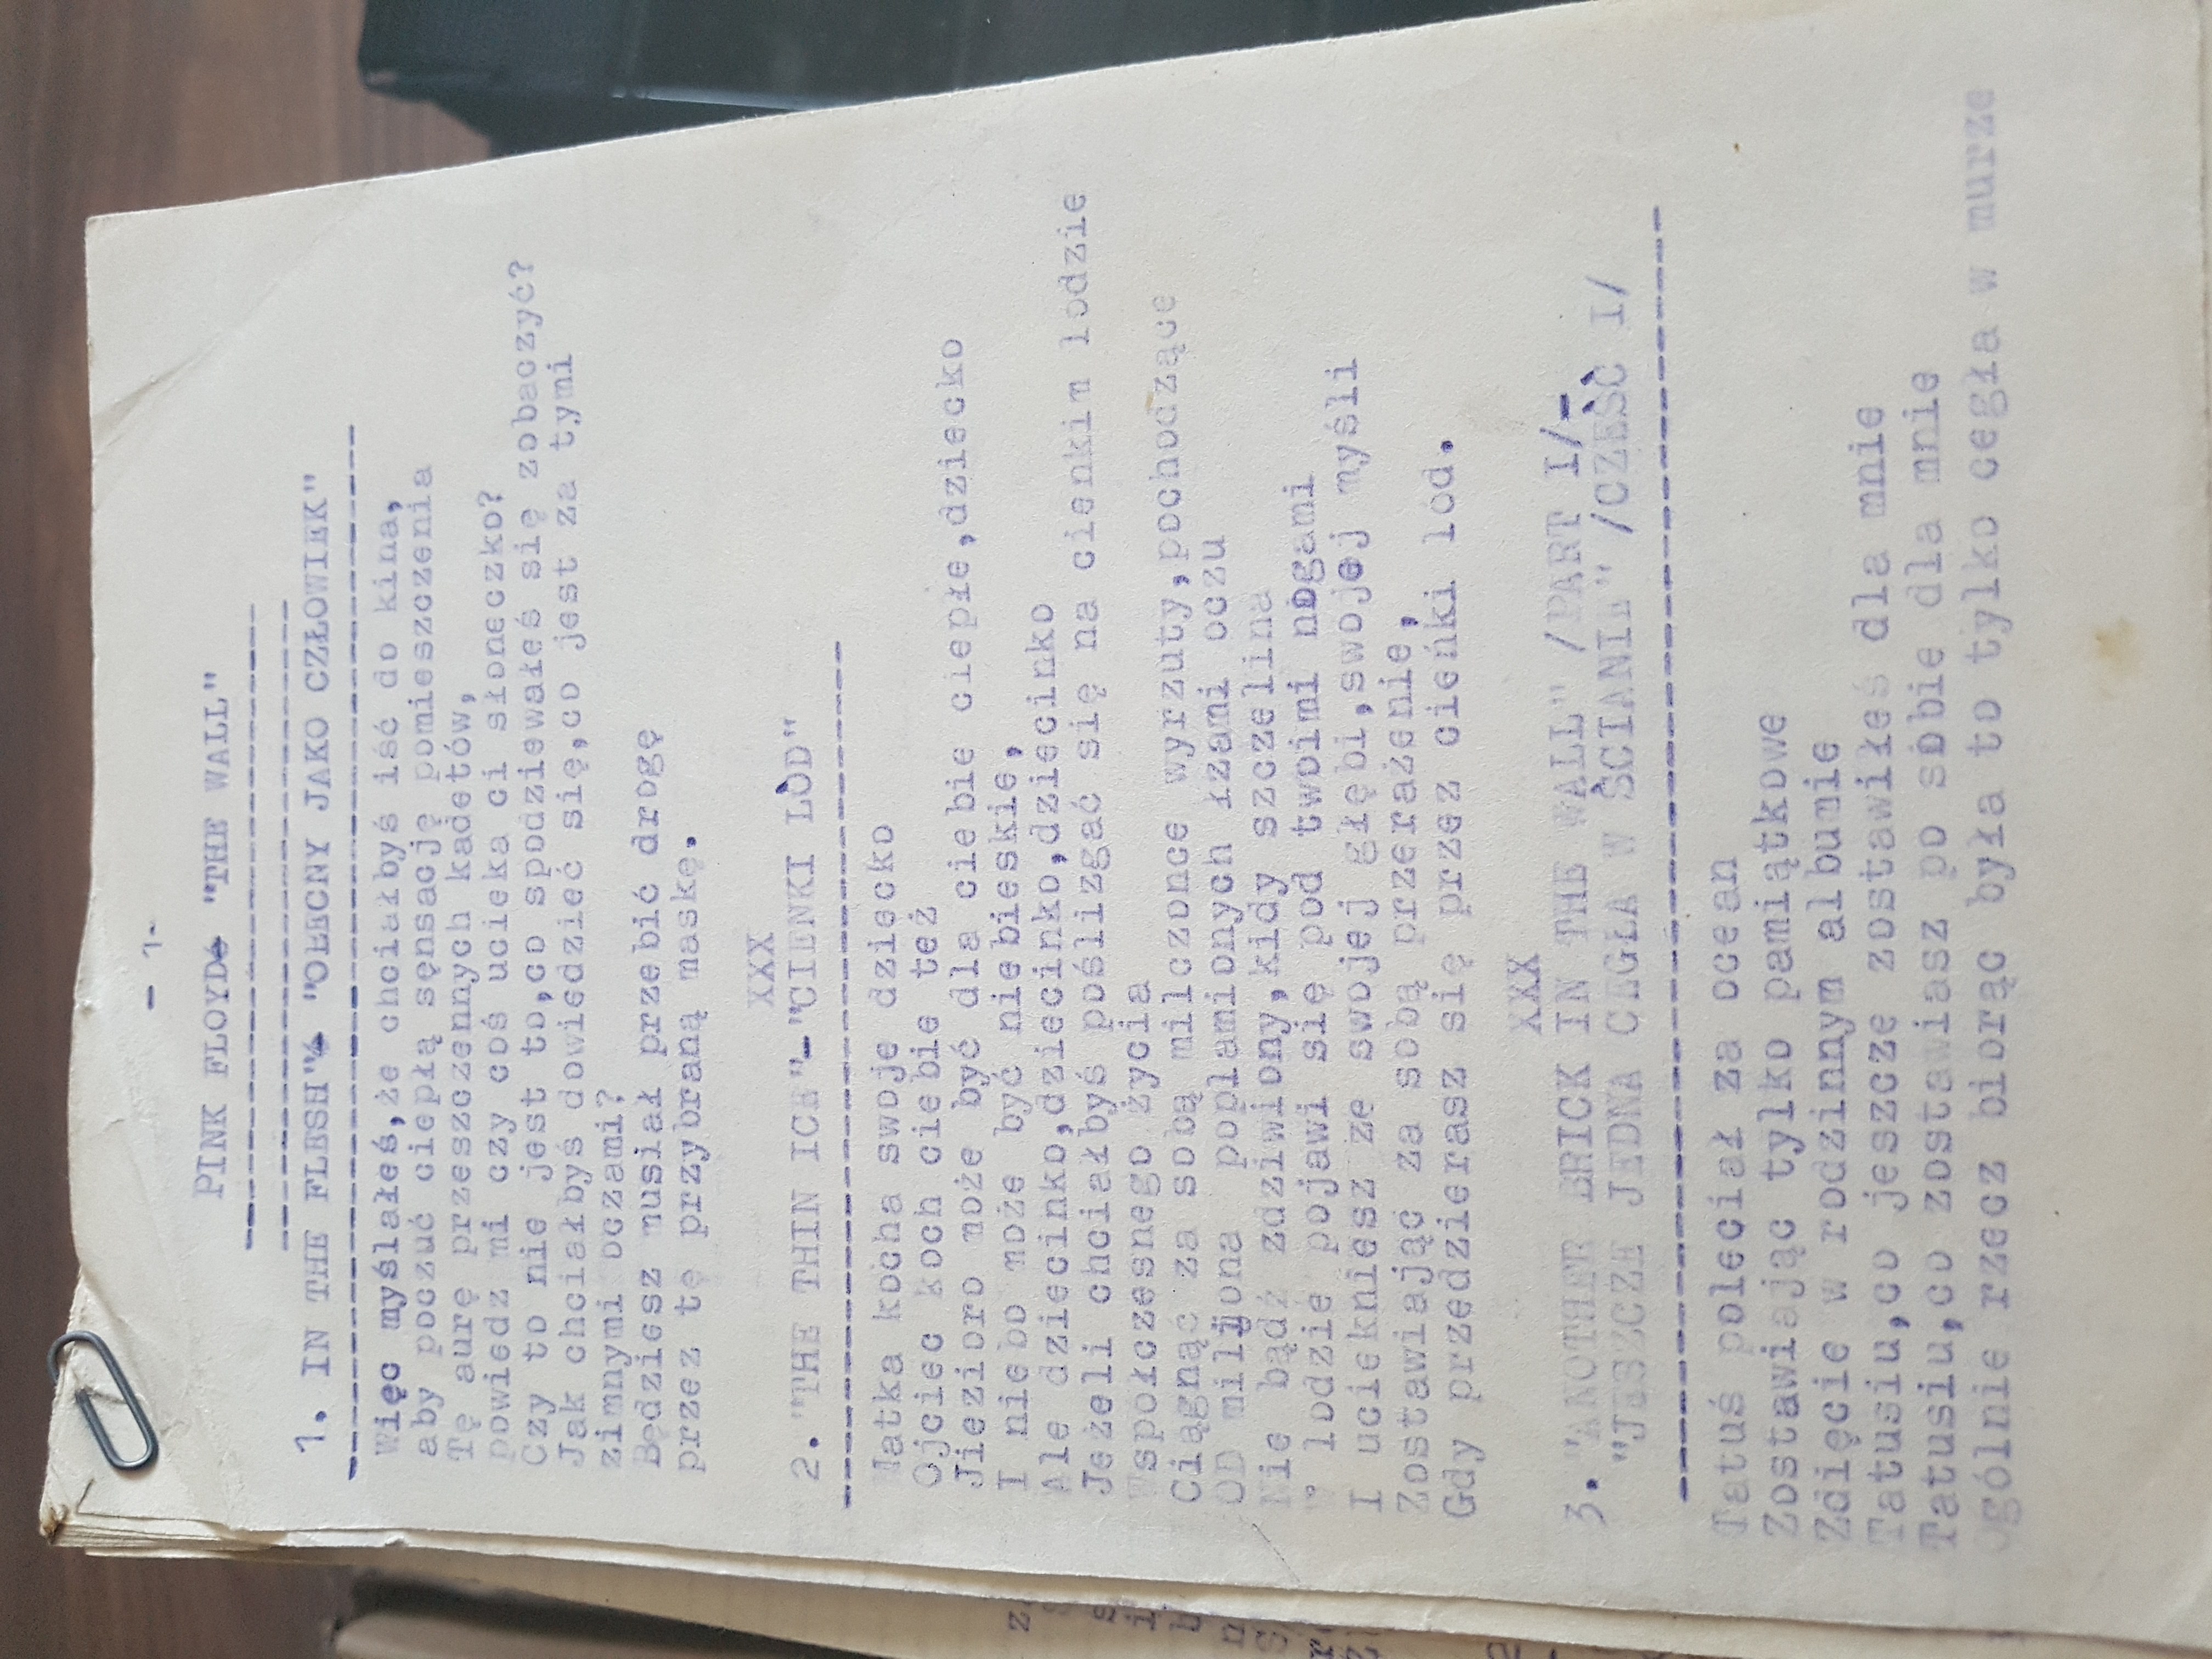 - 1-
PINK FLOYD "THE WALL"
1. IN THE FLESH" "OBECNY JAKO CZŁOWIEK"
Więc myślałeś,że chciałbyś iść do kina,
aby poczuć ciepłą sensację pomieszczenia
Tę aurę przeszczennych kadetów,
powiedz mi czy coś ucieka ci słoneczko?
Czy to nie jest to,co spodziewałeś się zobaczyć?
Jak chciałbyś dowiedzieć się,co jest za tymi
zimnymi oczami?
Będziesz musiał przebić drogę
przez tę przybraną maskę.
XXX
2."THE THIN ICE"-"CIENKI LÓD"
Matka kocha swoje dziecko
Ojciec koch ciebie też
Jiezioro może być dla ciebie ciepłe,dziecko
I niebo może być niebieskie,
Ale dziecinko,dziecinko,dziecinko
Jeżeli chciałbyś poślizgać się na cienkim lodzie
Współczesnego życia
Ciągnąc za sobą milczonce wyrzuty,pochodzące
OD miljona poplamionych łzami oczu
Nie bądź zdziwiony,kidy szczelina
W lodzie pojawi się pod twoimi nogami
I uciekniesz ze swojej głębi,swojej myśli
Zostawiając za sobą przerażenie,
Gdy przedzierasz się przez cieńki lód.
XXX
3."ANOTHER BRICK IN THE WALL" /PART I/-
"JESZCZE JEDNA CEGŁA W ŚCIANIE" /CZĘŚĆ I/
Tatuś poleciał za ocean
Zostawiając tylko pamiątkowe
Zdięcie w rodzinnym albumie
Tatusiu,co jeszcze zostawiłeś dla mnie
Tatusiu,co zostawiasz po sobie dla mnie
Ogólnie rzecz biorąc była to tylko cegła w murze